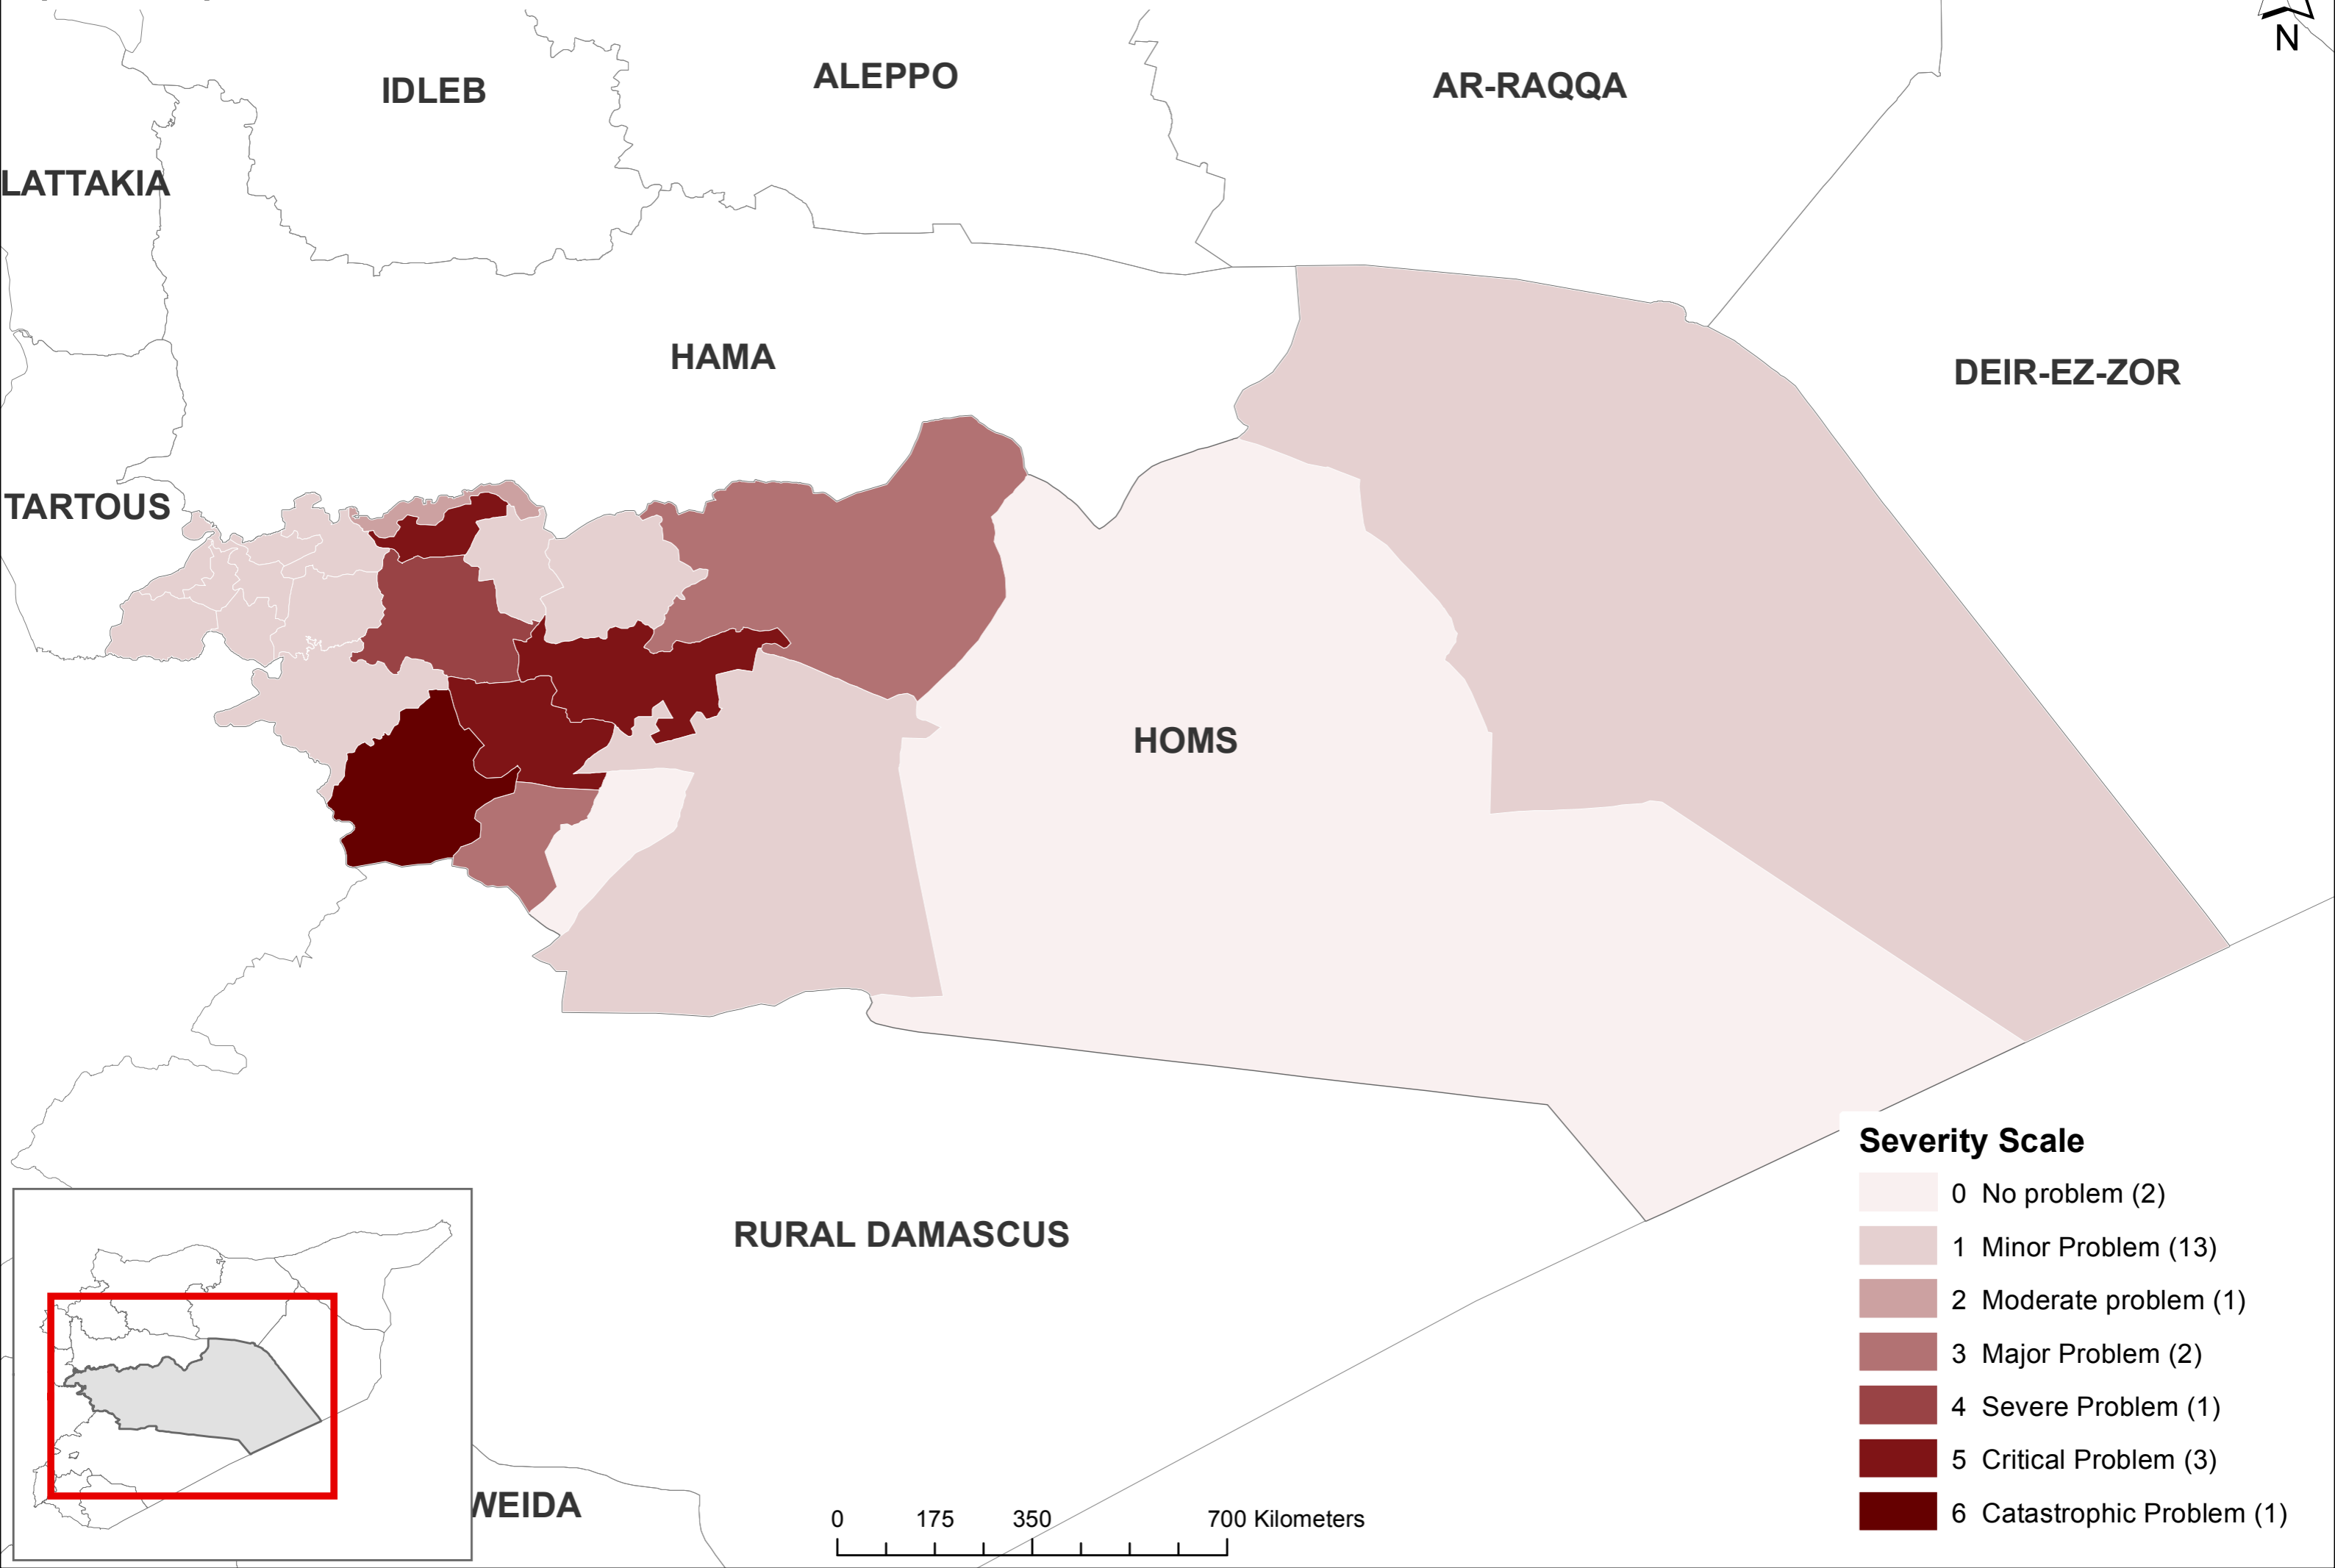 N
IDLEB
ALEPPO
AR-RAQQA
LATTAKIA
HAMA
DEIR-EZ-ZOR
TARTOUS
HOMS
RURAL DAMASCUS
WEIDA
Severity Scale
0 No problem (2)
1 Minor Problem (13)
2 Moderate problem (1)
3 Major Problem (2)
4 Severe Problem (1)
5 Critical Problem (3)
6 Catastrophic Problem (1)
0 175 350 700 Kilometers